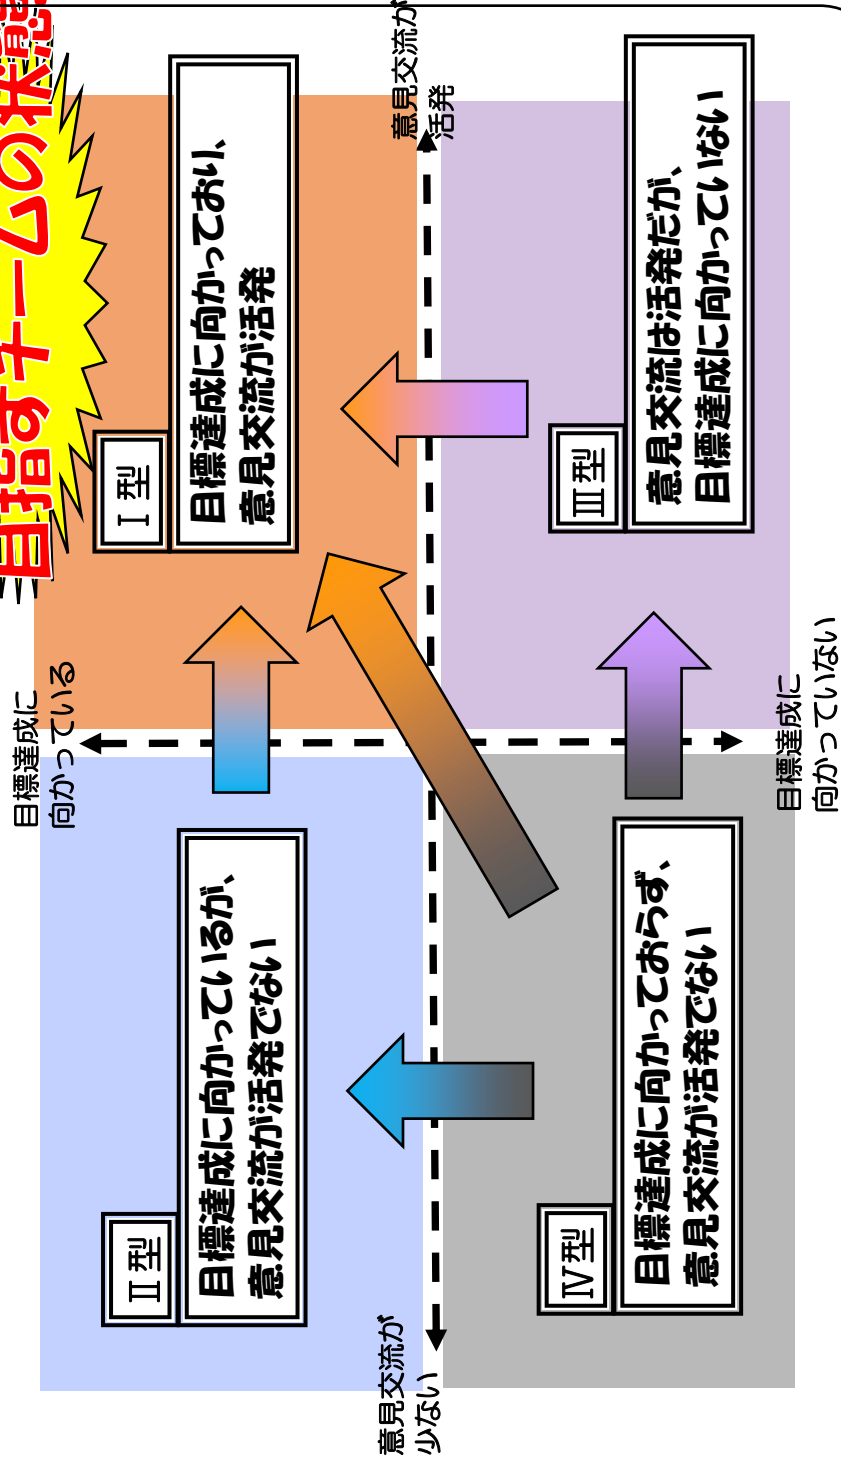 目指すチームの状態
目標達成に
向かっている
Ⅱ型
目標達成に向かっているが、
意見交流が活発でない
Ⅰ型
目標達成に向かっており、
意見交流が活発
意見交流が
少ない
意見交流が
活発
Ⅳ型
目標達成に向かっておらず、
意見交流が活発でない
Ⅲ型
意見交流は活発だが、
目標達成に向かっていない
目標達成に
向かっていない